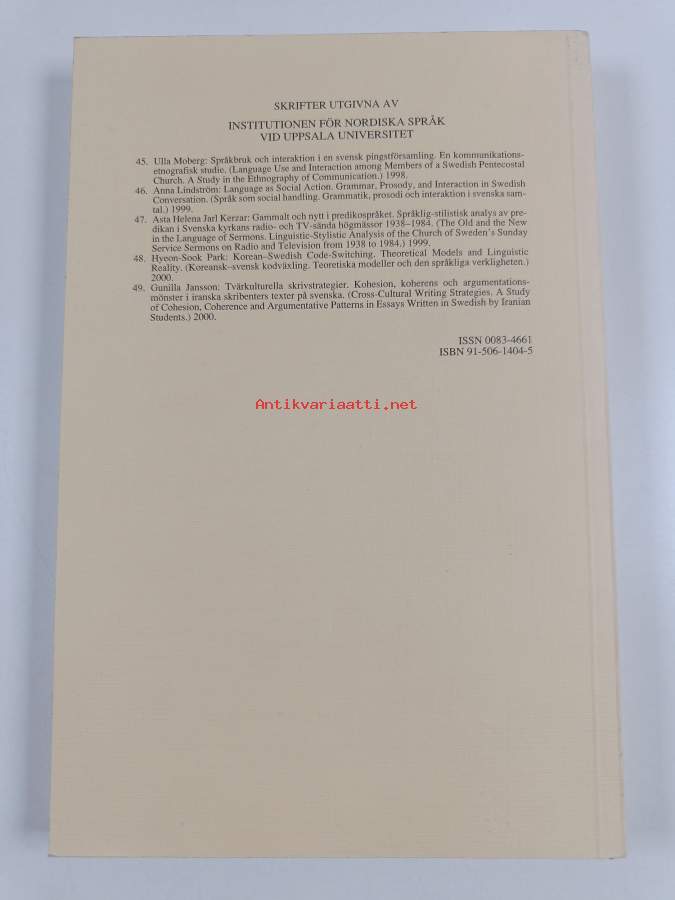 SKRIFTER UTGIVNA AV
INSTITUTIONEN FÖR NORDISKA SPRÅK
VID UPPSALA UNIVERSITET
45. Ulla Moberg: Språkbruk och interaktion i en svensk pingstförsamling. En kommunikations-
etnografisk studie. (Language Use and Interaction among Members of a Swedish Pentecostal
Church. A Study in the Ethnography of Communication.) 1998.
46. Anna Lindström: Language as Social Action. Grammar, Prosody, and Interaction in Swedish
Conversation. (Språk som social handling. Grammatik, prosodi och interaktion i svenska sam-
tal.) 1999.
47. Asta Helena Jarl Kerzar: Gammalt och nytt i predikospråket. Språklig-stilistisk analys av pre-
dikan i Svenska kyrkans radio- och TV-sända högmässor 1938–1984. (The Old and the New
in the Language of Sermons. Linguistic-Stylistic Analysis of the Church of Sweden's Sunday
Service Sermons on Radio and Television from 1938 to 1984.) 1999.
48. Hyeon-Sook Park: Korean–Swedish Code-Switching. Theoretical Models and Linguistic
Reality. (Koreansk–svensk kodväxling. Teoretiska modeller och den språkliga verkligheten.)
2000.
49. Gunilla Jansson: Tvärkulturella skrivstrategier. Kohesion, koherens och argumentations-
mönster i iranska skribenters texter på svenska. (Cross-Cultural Writing Strategies. A Study
of Cohesion, Coherence and Argumentative Patterns in Essays Written in Swedish by Iranian
Students.) 2000.
ISSN 0083-4661
ISBN 91-506-1404-5
Antikvariaatti.net